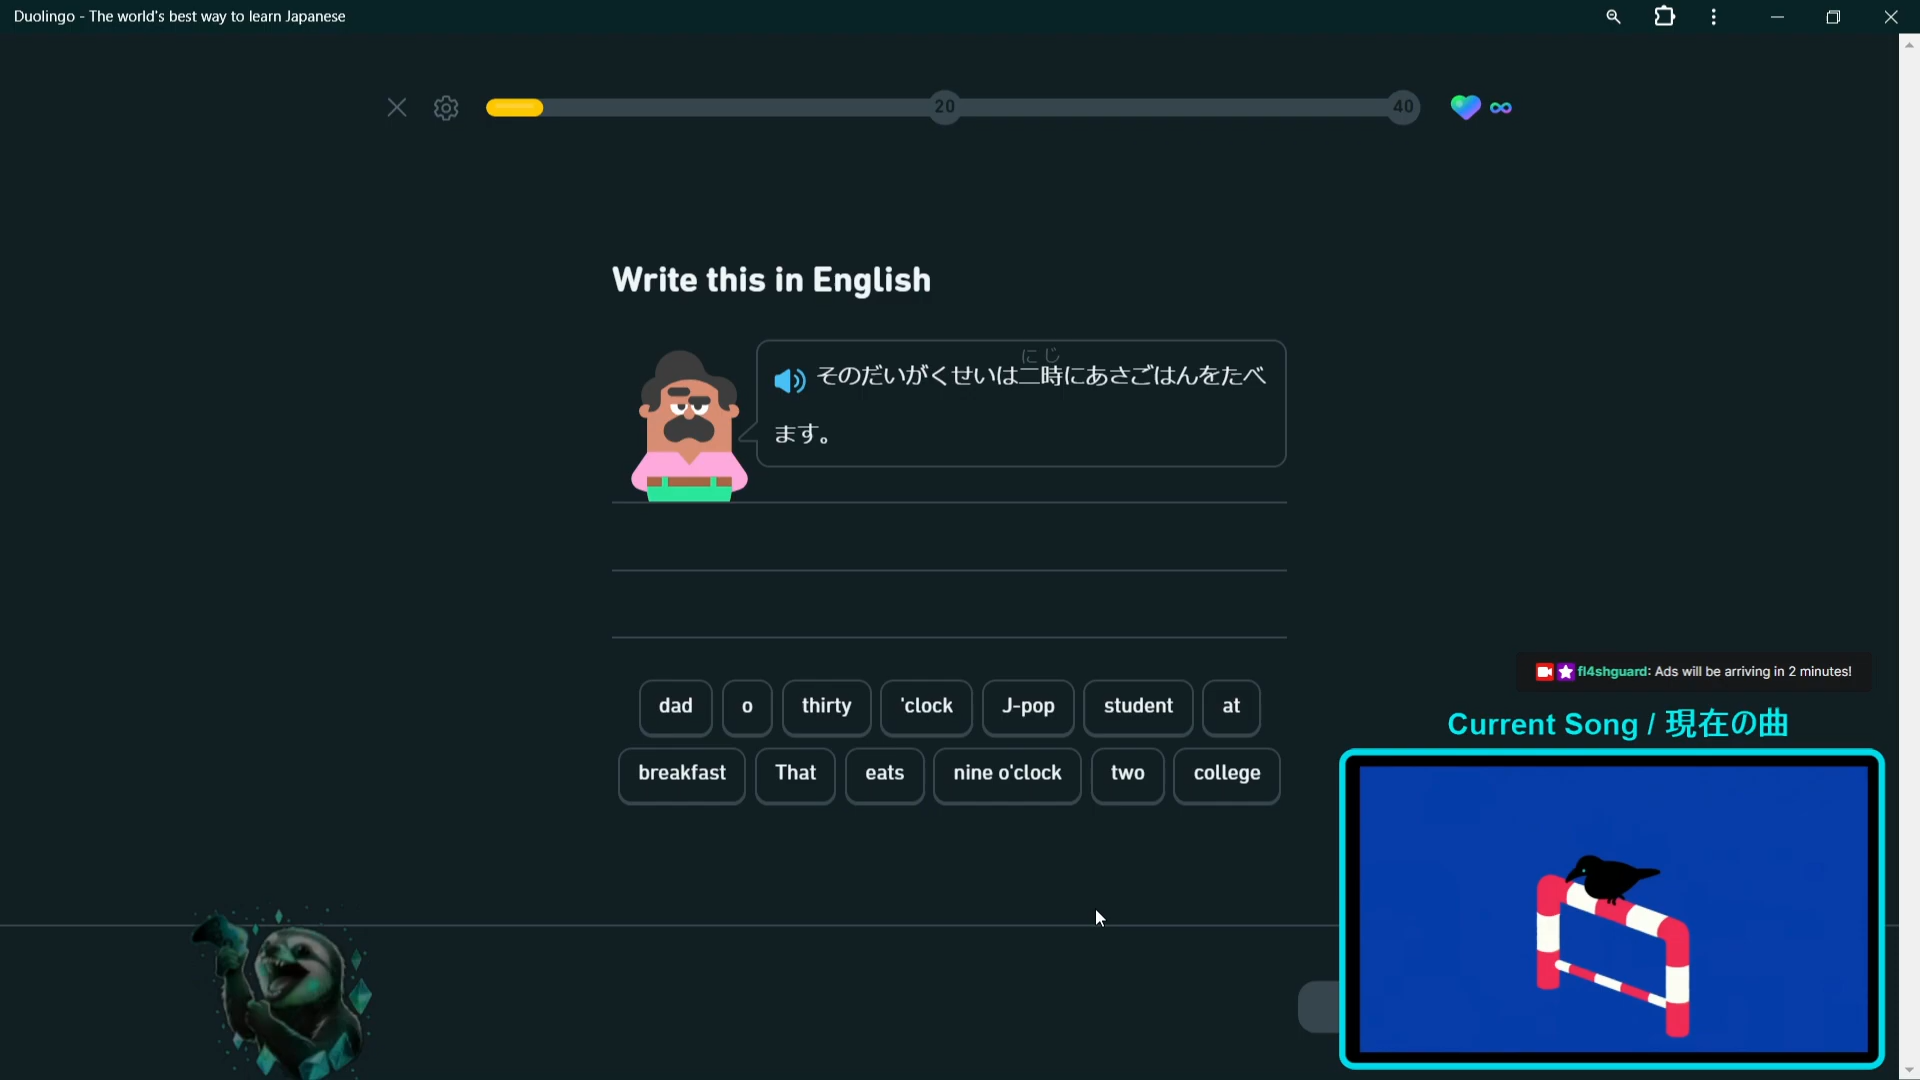 Duolingo - The world's best way to learn Japanese
20
40
Write this in English
にじ
そのだいがくせいは二時にあさごはんをたべ
ます。
dad o thirty 'clock J-pop student at
breakfast That eats nine o'clock two college
fl4shguard: Ads will be arriving in 2 minutes!
Current Song / 現在の曲